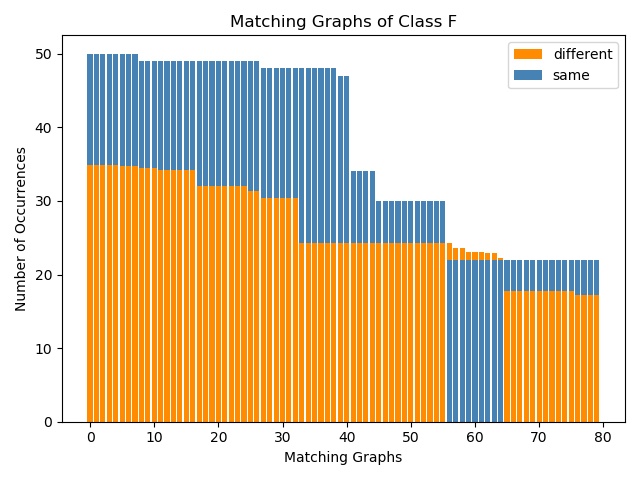 Matching Graphs of Class F
different
same
Number of Occurrences
50
40
30
20
10
0
0 10 20 30 40 50 60 70 80
Matching Graphs